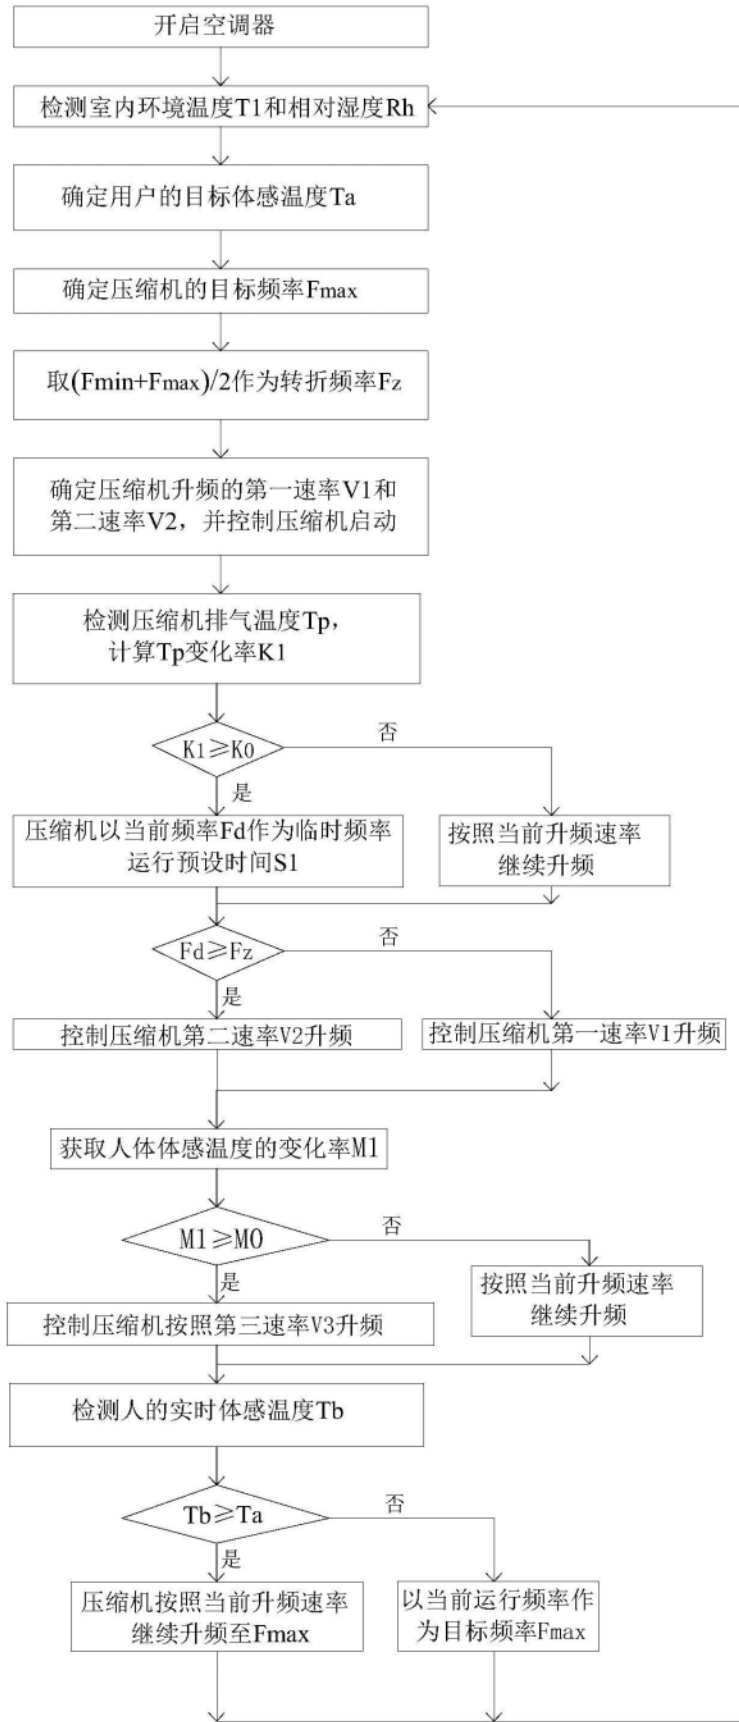 开启空调器
检测室内环境温度T1和相对湿度Rh
确定用户的目标体感温度Ta
确定压缩机的目标频率Fmax
取(Fmin+Fmax)/2作为转折频率Fz
确定压缩机升频的第一速率V1和
第二速率V2，并控制压缩机启动
检测压缩机排气温度Tp，
计算Tp变化率K1
K1≥K0
否
是
压缩机以当前频率Fd作为临时频率
运行预设时间S1
按照当前升频速率
继续升频
Fd≥Fz
否
是
控制压缩机第二速率V2升频
控制压缩机第一速率V1升频
获取人体体感温度的变化率M1
M1≥M0
否
是
按照当前升频速率
继续升频
控制压缩机按照第三速率V3升频
检测人的实时体感温度Tb
Tb≥Ta
否
是
压缩机按照当前升频速率
继续升频至Fmax
以当前运行频率作
为目标频率Fmax